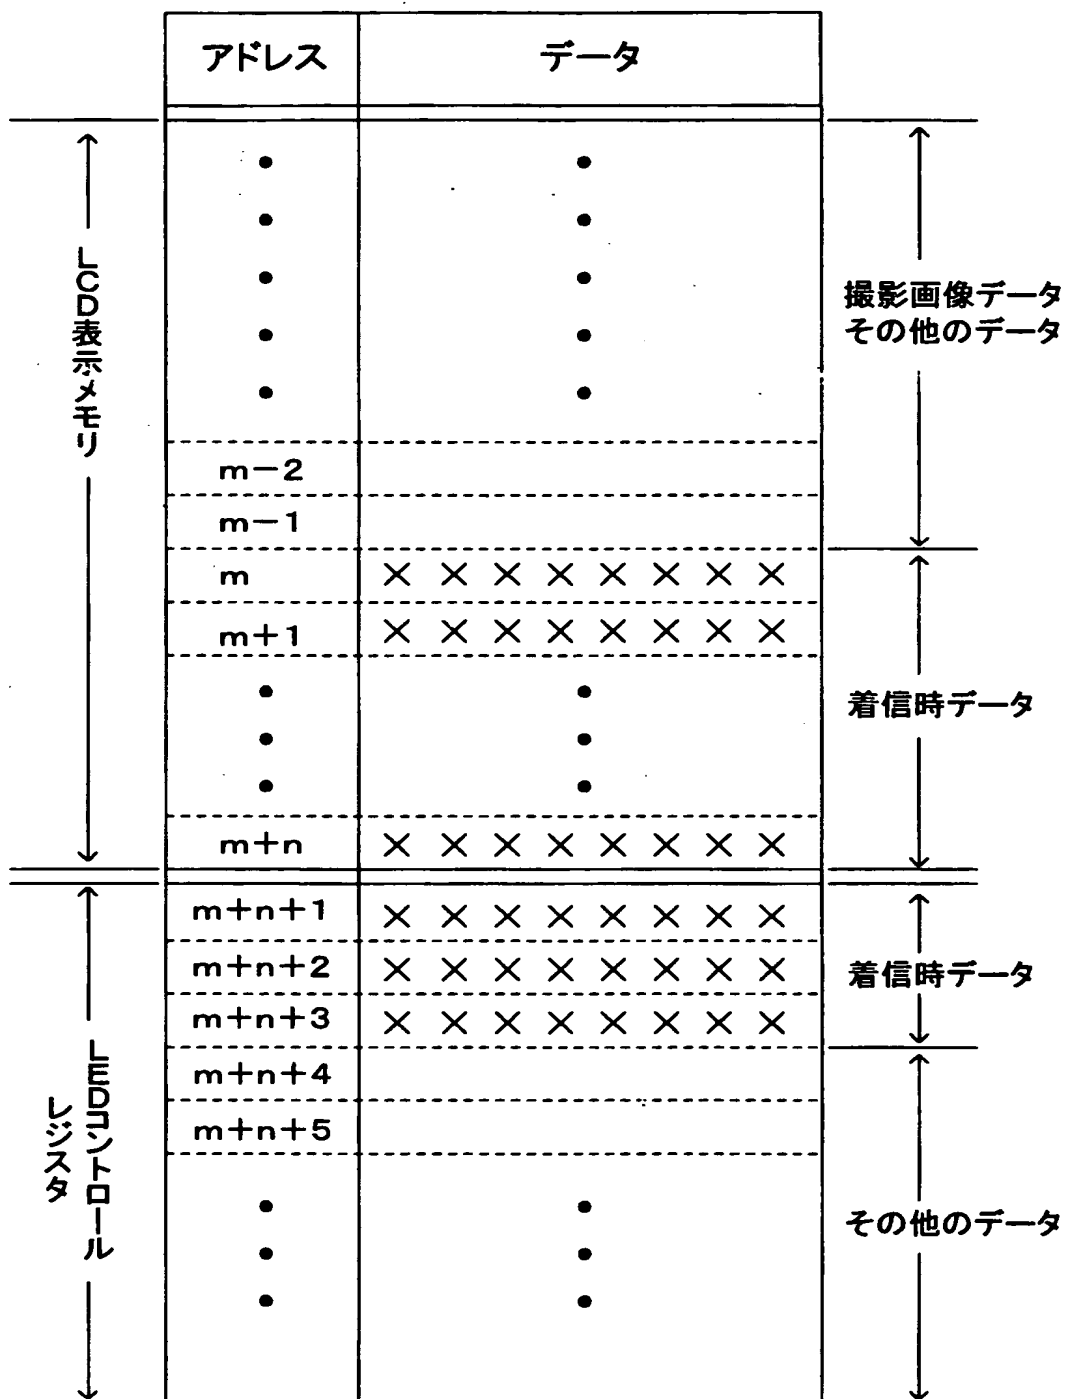 アドレス データ
LCD表示メモリ
撮影画像データ
その他のデータ
m-2
m-1
m × × × × × × × ×
m+1 × × × × × × × ×
着信時データ
m+n × × × × × × × ×
m+n+1 × × × × × × × ×
m+n+2 × × × × × × × ×
m+n+3 × × × × × × × ×
着信時データ
LEDコントロール
レジスタ
m+n+4
m+n+5
その他のデータ